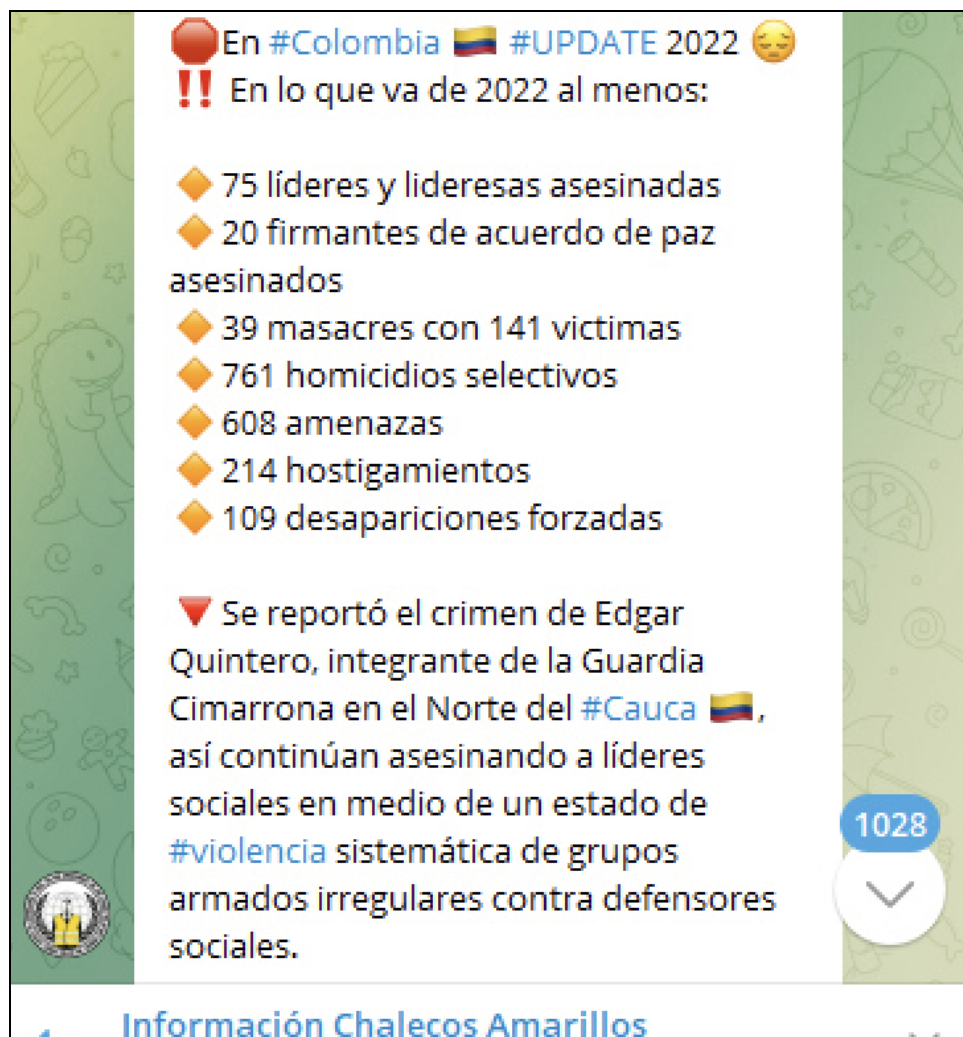 🛑En #Colombia 🇨🇴 #UPDATE 2022 😔
‼️ En lo que va de 2022 al menos:
🔶 75 líderes y lideresas asesinadas
🔶 20 firmantes de acuerdo de paz
asesinados
🔶 39 masacres con 141 victimas
🔶 761 homicidios selectivos
🔶 608 amenazas
🔶 214 hostigamientos
🔶 109 desapariciones forzadas
🔻 Se reportó el crimen de Edgar
Quintero, integrante de la Guardia
Cimarrona en el Norte del #Cauca 🇨🇴,
así continúan asesinando a líderes
sociales en medio de un estado de
#violencia sistemática de grupos
armados irregulares contra defensores
sociales.
1028
Información Chalecos Amarillos